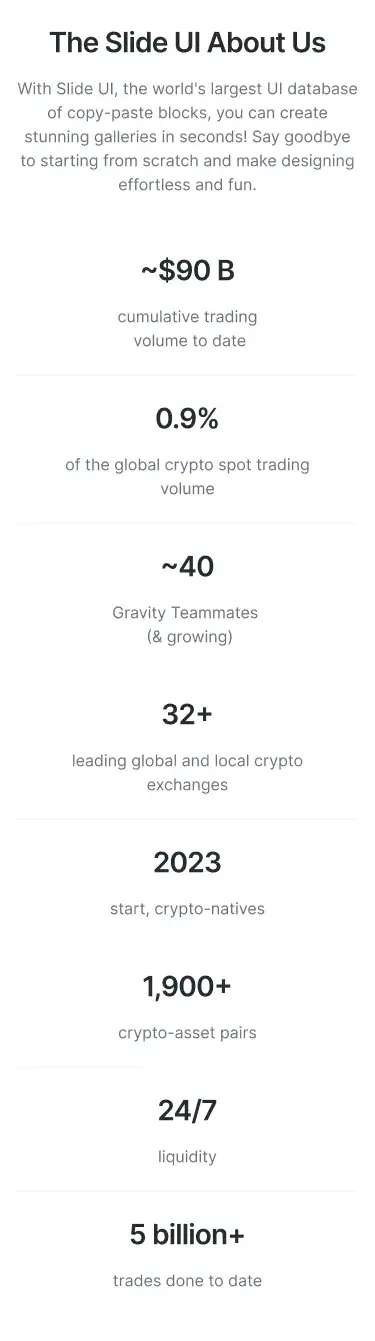 The Slide UI About Us
With Slide UI, the world's largest UI database
of copy-paste blocks, you can create
stunning galleries in seconds! Say goodbye
to starting from scratch and make designing
effortless and fun.
~$90 B
cumulative trading
volume to date
0.9%
of the global crypto spot trading
volume
~40
Gravity Teammates
(& growing)
32+
leading global and local crypto
exchanges
2023
start, crypto-natives
1,900+
crypto-asset pairs
24/7
liquidity
5 billion+
trades done to date